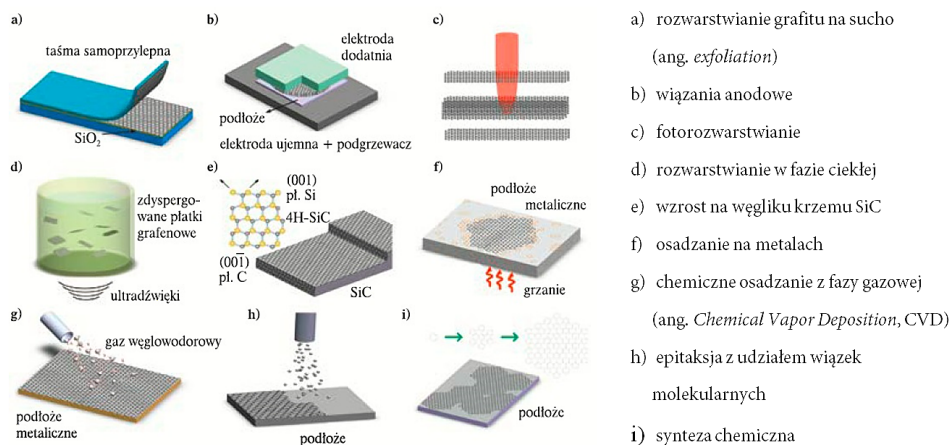 a)
taśma samoprzylepna
SiO2
b)
elektroda
dodatnia
podłoże
elektroda ujemna + podgrzewacz
c)
d)
zdyspergo-
wane płatki
grafenowe
ultradźwięki
e)
(001)
pł. Si
4H-SiC
(001̄)
pł. C
SiC
f)
podłoże
metaliczne
grzanie
g)
gaz węglowodorowy
podłoże
metaliczne
h)
podłoże
i)
podłoże
a) rozwarstwianie grafitu na sucho
(ang. exfoliation)
b) wiązania anodowe
c) fotorozwarstwianie
d) rozwarstwianie w fazie ciekłej
e) wzrost na węgliku krzemu SiC
f) osadzanie na metalach
g) chemiczne osadzanie z fazy gazowej
(ang. Chemical Vapor Deposition, CVD)
h) epitaksja z udziałem wiązek
molekularnych
i) synteza chemiczna